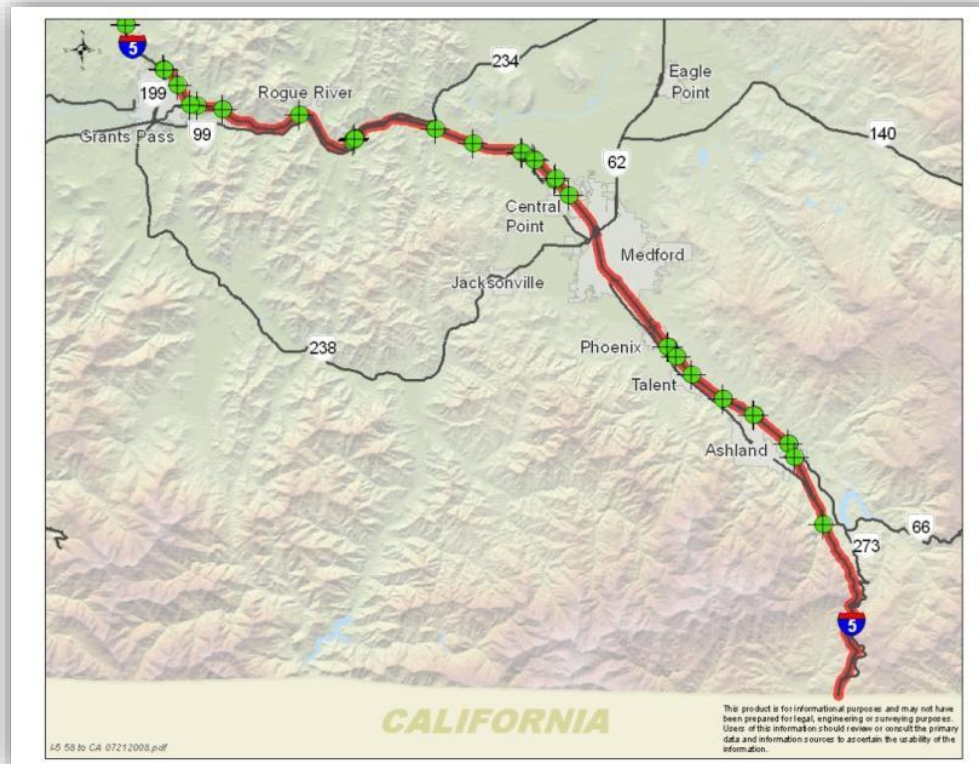 5
234
Eagle
Point
199
Rogue River
Grants Pass
99
140
62
Central
Point
Medford
Jacksonville
238
Phoenix
Talent
Ashland
66
273
5
CALIFORNIA
This product is for informational purposes and may not have
been prepared for legal, engineering or surveying purposes.
Users of this information should review or consult the primary
data and information sources to ascertain the usability of the
information.
I-5 58 to CA 07212008.pdf